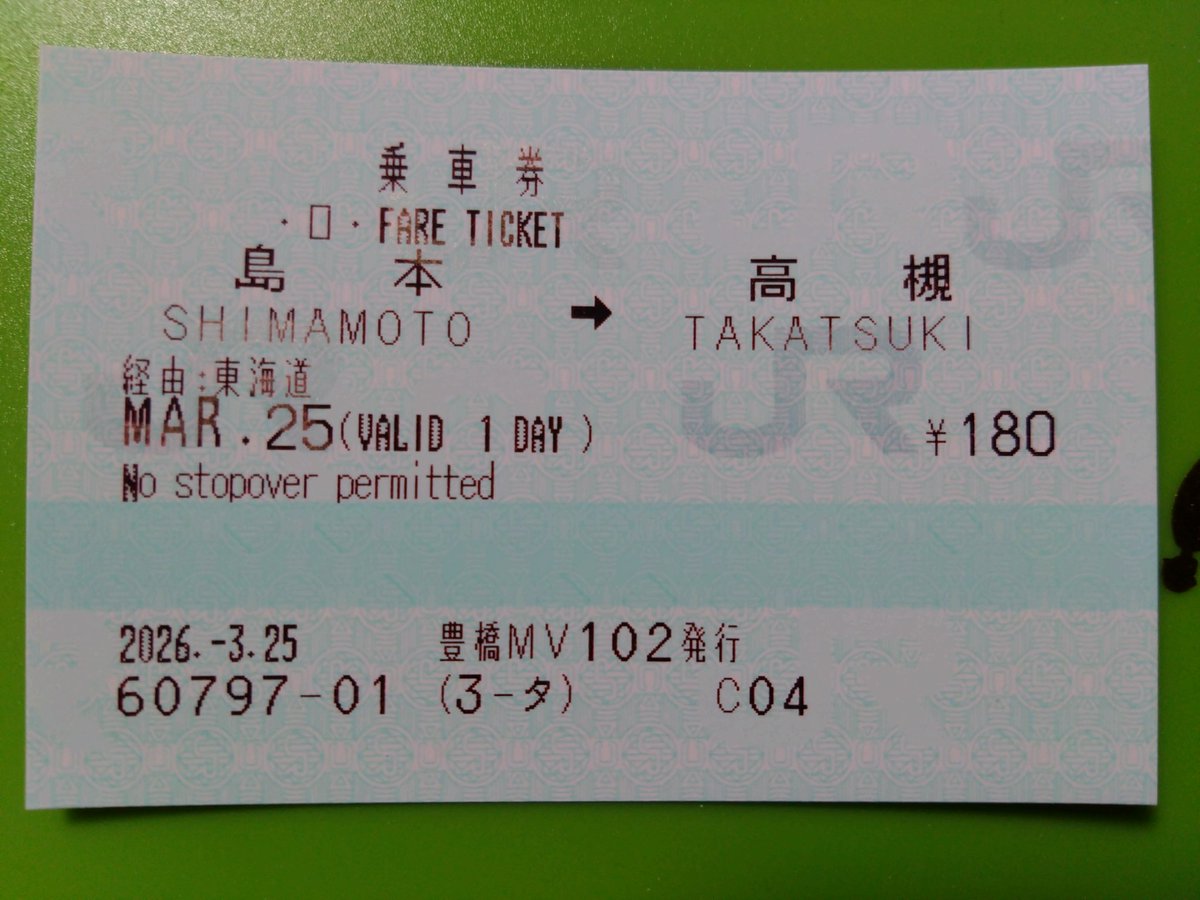 乗車券
・口・FARE TICKET
島本 → 高槻
SHIMAMOTO TAKATSUKI
経由:東海道
MAR.25(VALID 1 DAY) ¥180
No stopover permitted
2026.-3.25 豊橋MV102発行
60797-01 (3-タ) C04
JR
JR